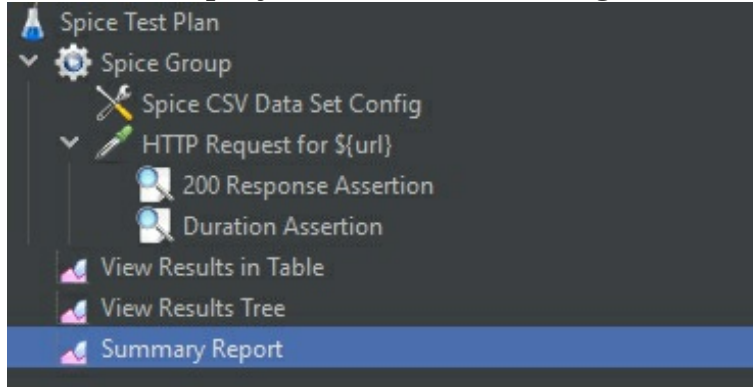 Spice Test Plan
Spice Group
Spice CSV Data Set Config
HTTP Request for ${url}
200 Response Assertion
Duration Assertion
View Results in Table
View Results Tree
Summary Report